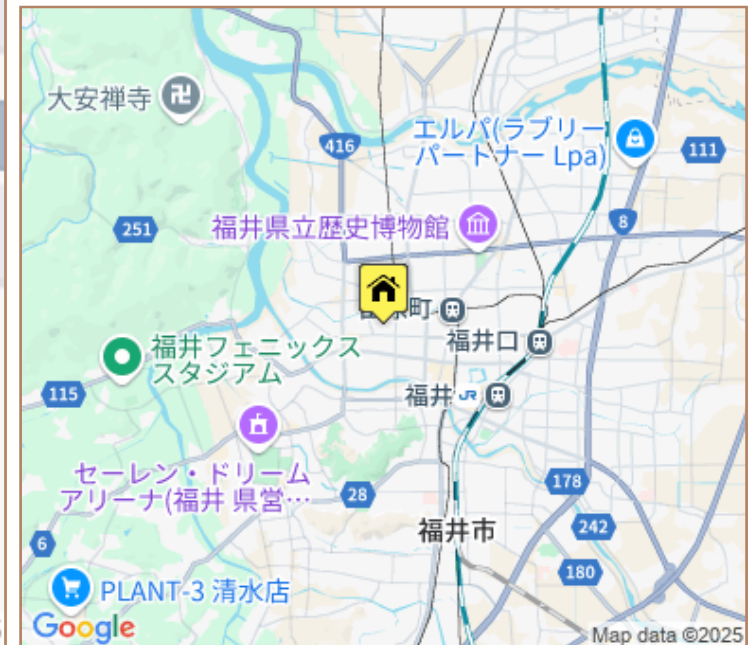 大安禅寺
416
エルパ(ラブリー
パートナー Lpa)
111
251
福井県立歴史博物館
8
町
福井口
福井フェニックス
スタジアム
115
福井 JR
セーレン・ドリーム
アリーナ(福井 県営…
28
178
福井市
242
6
180
PLANT-3 清水店
Google
Map data ©2025